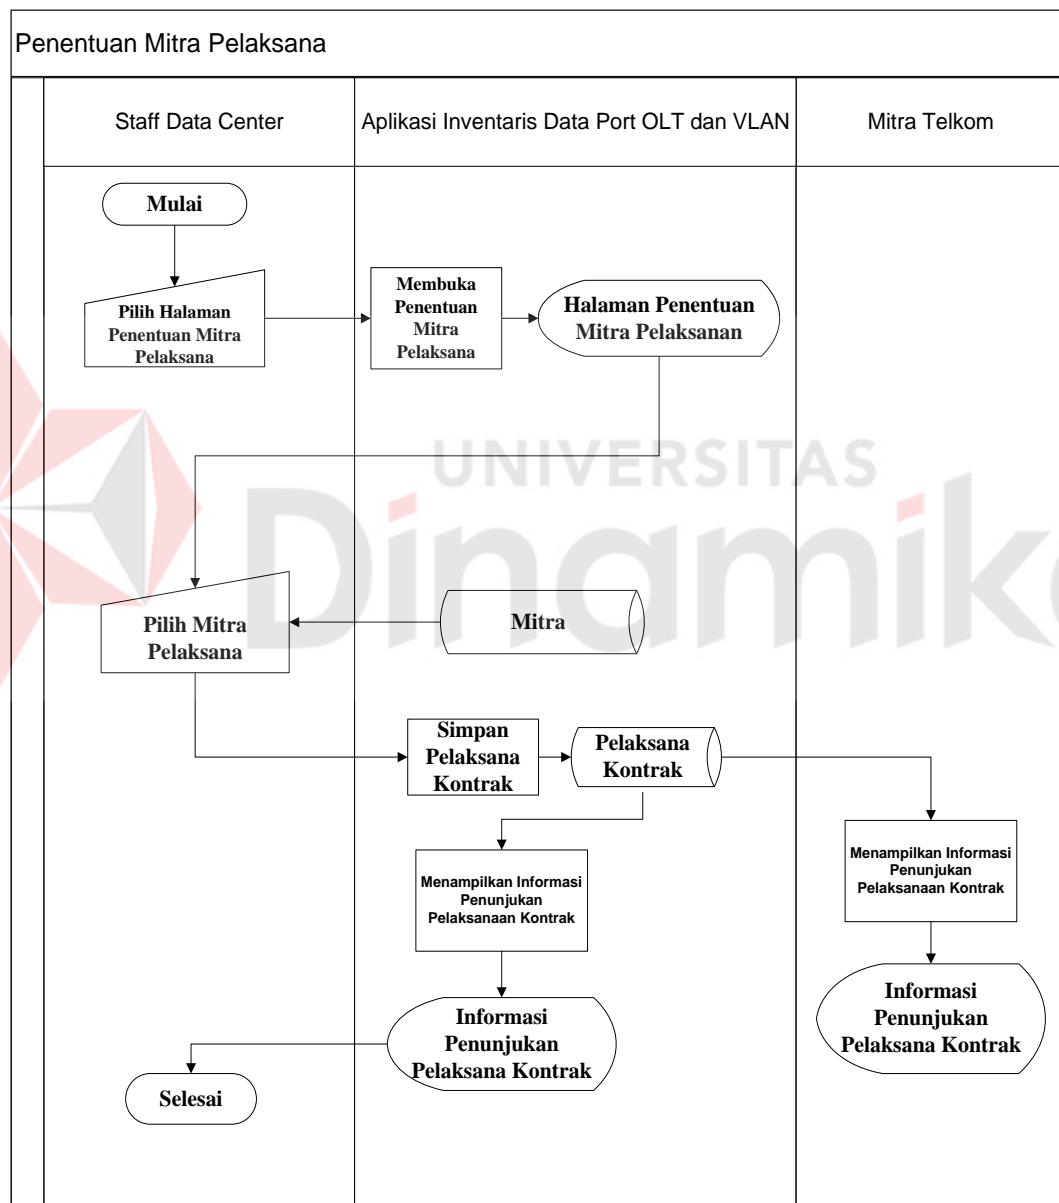 Penentuan Mitra Pelaksana
Staff Data Center
Aplikasi Inventaris Data Port OLT dan VLAN
Mitra Telkom
Mulai
Pilih Halaman
Penentuan Mitra
Pelaksana
Membuka
Penentuan
Mitra
Pelaksana
Halaman Penentuan
Mitra Pelaksanan
UNIVERSITAS
Dinamika
Pilih Mitra
Pelaksana
Mitra
Simpan
Pelaksana
Kontrak
Pelaksana
Kontrak
Menampilkan Informasi
Penunjukan
Pelaksanaan Kontrak
Menampilkan Informasi
Penunjukan
Pelaksanaan Kontrak
Informasi
Penunjukan
Pelaksana Kontrak
Informasi
Penunjukan
Pelaksana Kontrak
Selesai